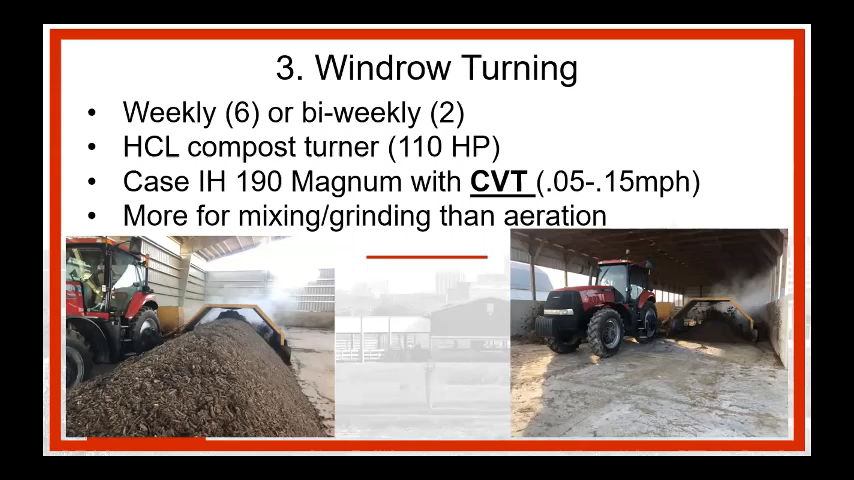 3. Windrow Turning
• Weekly (6) or bi-weekly (2)
• HCL compost turner (110 HP)
• Case IH 190 Magnum with CVT (.05-.15mph)
• More for mixing/grinding than aeration